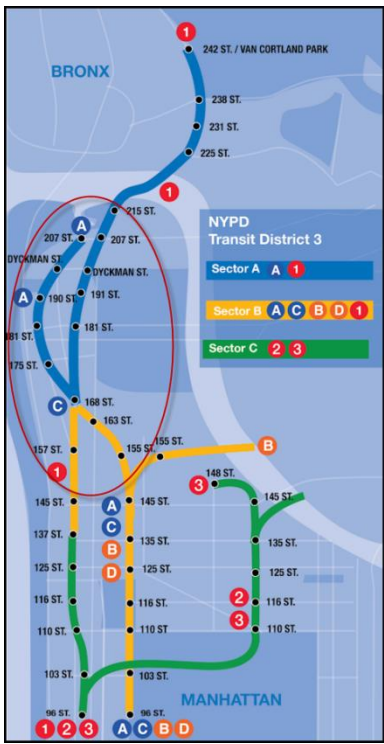 1
242 ST. / VAN CORTLAND PARK
BRONX
238 ST.
231 ST.
225 ST.
1
215 ST.
A
207 ST.
207 ST.
DYCKMAN ST.
DYCKMAN ST.
A
190 ST.
191 ST.
181 ST.
181 ST.
175 ST.
NYPD
Transit District 3
Sector A A 1
Sector B A C B D 1
Sector C 2 3
C
168 ST.
163 ST.
157 ST.
1
155 ST.
155 ST.
B
148 ST.
3
145 ST.
A
145 ST.
145 ST.
C
137 ST.
135 ST.
135 ST.
B
125 ST.
D
125 ST.
125 ST.
116 ST.
116 ST.
2
116 ST.
3
110 ST.
110 ST
110 ST.
103 ST.
103 ST.
MANHATTAN
96 ST.
96 ST.
1 2 3
A C B D